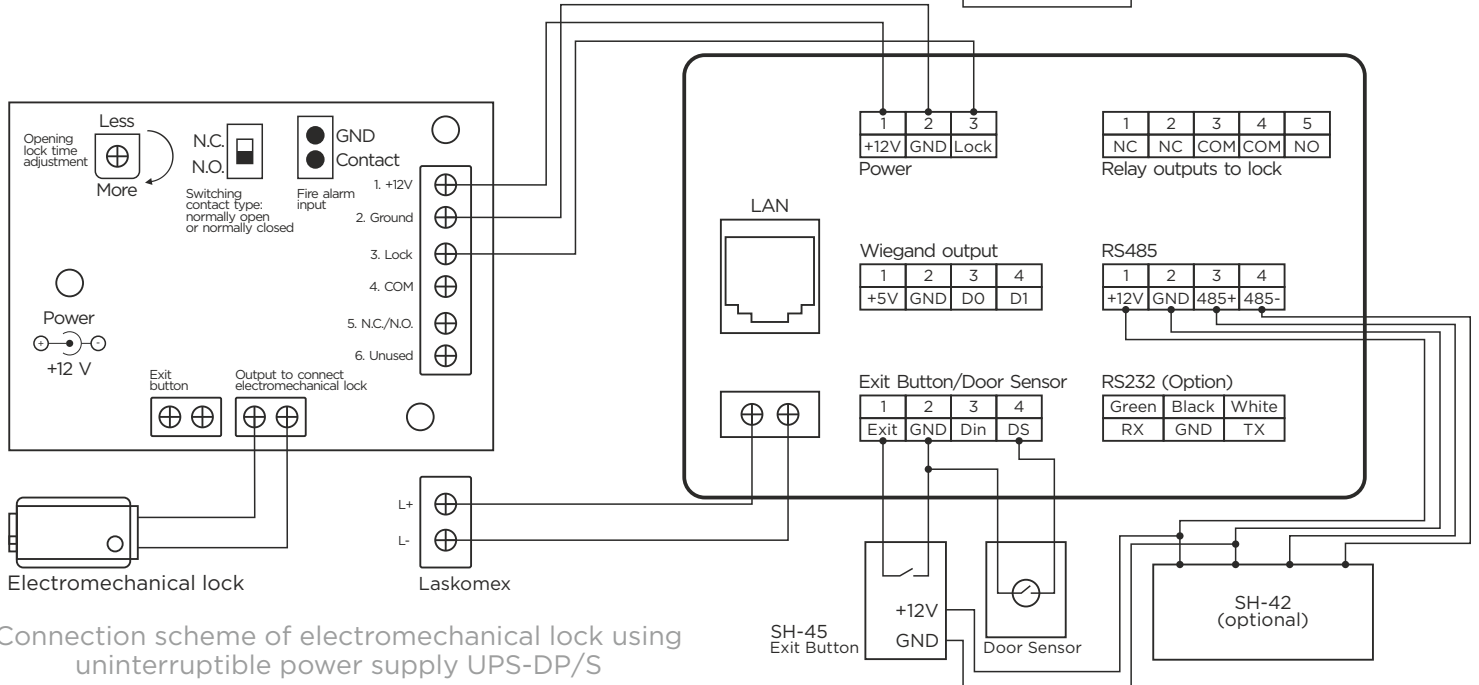 Less
Opening
lock time
adjustment
More
N.C.
N.O.
Switching
contact type:
normally open
or normally closed
GND
Contact
Fire alarm
input
1. +12V
2. Ground
3. Lock
4. COM
5. N.C./N.O.
6. Unused
Power
+ -
+12 V
Exit
button
Output to connect
electromechanical lock
Electromechanical lock
L+
L-
Laskomex
1 2 3
+12V GND Lock
Power
1 2 3 4 5
NC NC COM COM NO
Relay outputs to lock
LAN
Wiegand output
1 2 3 4
+5V GND D0 D1
RS485
1 2 3 4
+12V GND 485+ 485-
Exit Button/Door Sensor
1 2 3 4
Exit GND Din DS
RS232 (Option)
Green Black White
RX GND TX
+12V
GND
SH-45
Exit Button
Door Sensor
SH-42
(optional)
Connection scheme of electromechanical lock using
uninterruptible power supply UPS-DP/S